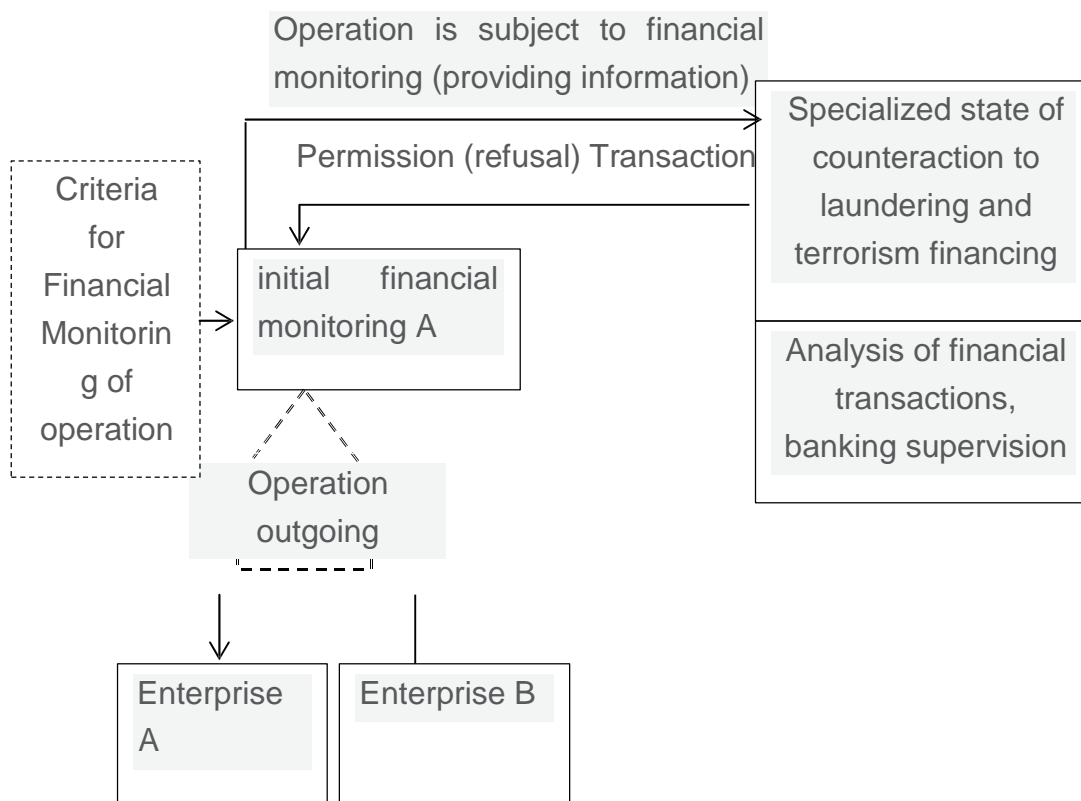 Operation is subject to financial
monitoring (providing information)
Specialized state of
counteraction to
laundering and
terrorism financing
Permission (refusal) Transaction
Criteria
for
Financial
Monitorin
g of
operation
initial financial
monitoring A
Analysis of financial
transactions,
banking supervision
Operation
outgoing
Enterprise
A
Enterprise B